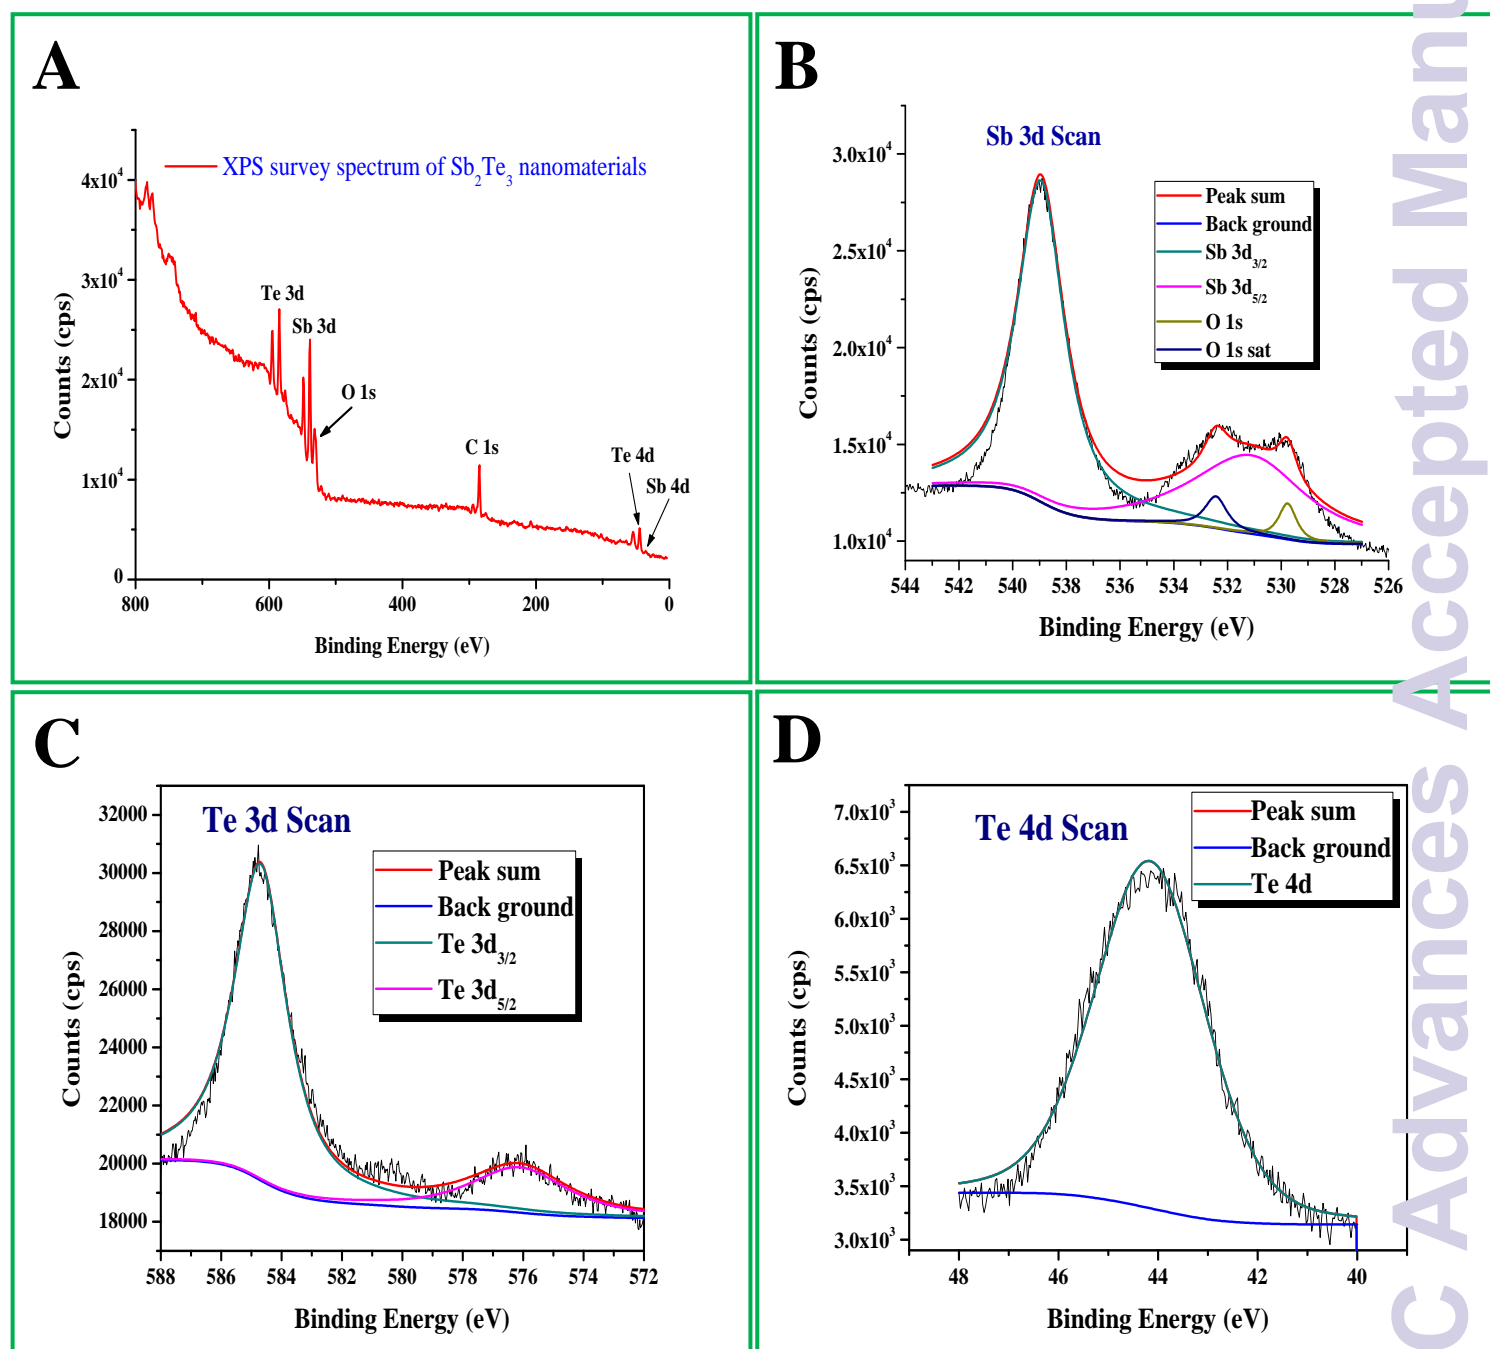 A
XPS survey spectrum of Sb2Te3 nanomaterials
4x10^4
3x10^4
2x10^4
1x10^4
0
Counts (cps)
Te 3d
Sb 3d
O 1s
C 1s
Te 4d
Sb 4d
800 600 400 200 0
Binding Energy (eV)
B
Sb 3d Scan
3.0x10^4
2.5x10^4
2.0x10^4
1.5x10^4
1.0x10^4
Counts (cps)
Peak sum
Back ground
Sb 3d3/2
Sb 3d5/2
O 1s
O 1s sat
544 542 540 538 536 534 532 530 528 526
Binding Energy (eV)
C
Te 3d Scan
32000
30000
28000
26000
24000
22000
20000
18000
Counts (cps)
Peak sum
Back ground
Te 3d3/2
Te 3d5/2
588 586 584 582 580 578 576 574 572
Binding Energy (eV)
D
Te 4d Scan
7.0x10^3
6.5x10^3
6.0x10^3
5.5x10^3
5.0x10^3
4.5x10^3
4.0x10^3
3.5x10^3
3.0x10^3
Counts (cps)
Peak sum
Back ground
Te 4d
48 46 44 42 40
Binding Energy (eV)
C Advances Accepted Manu